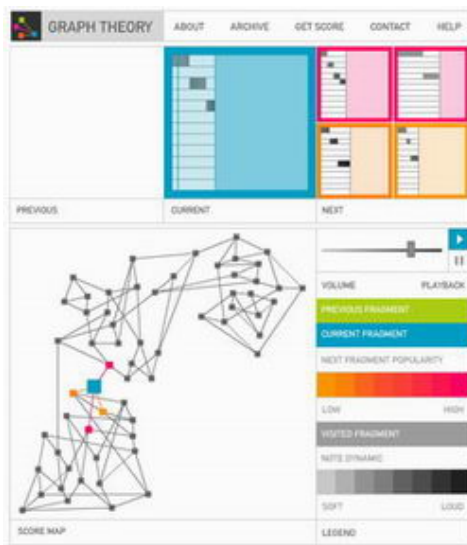 GRAPH THEORY ABOUT ARCHIVE GET SCORE CONTACT HELP
PREVIOUS CURRENT NEXT
VOLUME PLAYBACK
PREVIOUS FRAGMENT
CURRENT FRAGMENT
NEXT FRAGMENT POPULARITY
LOW HIGH
VISITED FRAGMENT
NOTE DYNAMIC
SOFT LOUD
SCORE MAP LEGEND